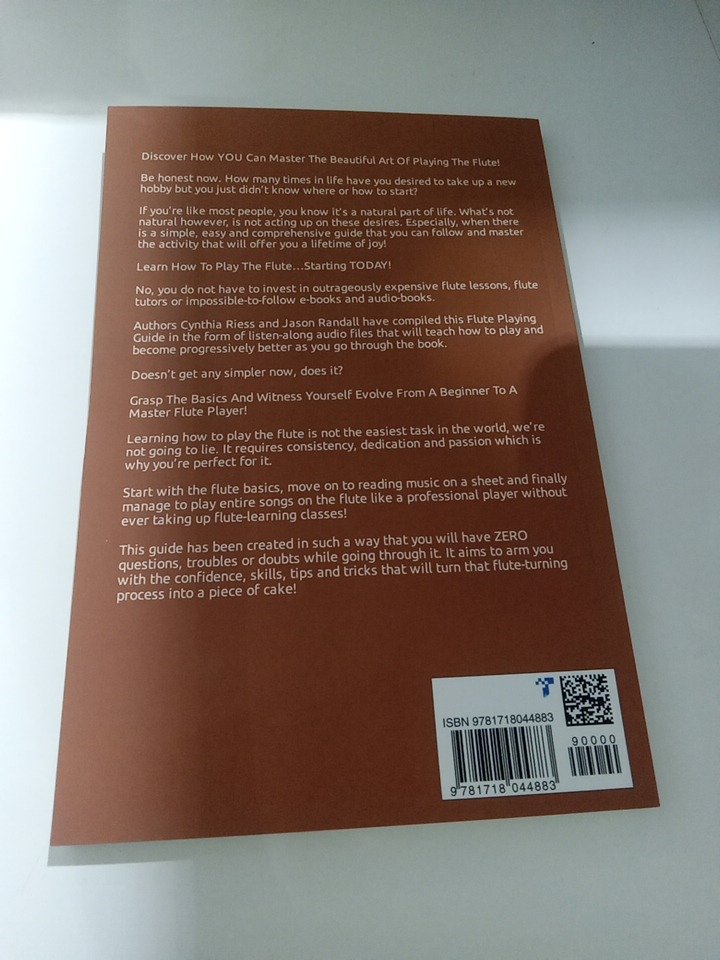 Discover How YOU Can Master The Beautiful Art Of Playing The Flute!
Be honest now. How many times in life have you desired to take up a new
hobby but you just didn't know where or how to start?
If you're like most people, you know it's a natural part of life. What's not
natural however, is not acting up on these desires. Especially, when there
is a simple, easy and comprehensive guide that you can follow and master
the activity that will offer you a lifetime of joy!
Learn How To Play The Flute...Starting TODAY!
No, you do not have to invest in outrageously expensive flute lessons, flute
tutors or impossible-to-follow e-books and audio-books.
Authors Cynthia Riess and Jason Randall have compiled this Flute Playing
Guide in the form of listen-along audio files that will teach how to play and
become progressively better as you go through the book.
Doesn't get any simpler now, does it?
Grasp The Basics And Witness Yourself Evolve From A Beginner To A
Master Flute Player!
Learning how to play the flute is not the easiest task in the world, we're
not going to lie. It requires consistency, dedication and passion which is
why you're perfect for it.
Start with the flute basics, move on to reading music on a sheet and finally
manage to play entire songs on the flute like a professional player without
ever taking up flute-learning classes!
This guide has been created in such a way that you will have ZERO
questions, troubles or doubts while going through it. It aims to arm you
with the confidence, skills, tips and tricks that will turn that flute-turning
process into a piece of cake!
ISBN 9781718044883
90000
9 781718 044883